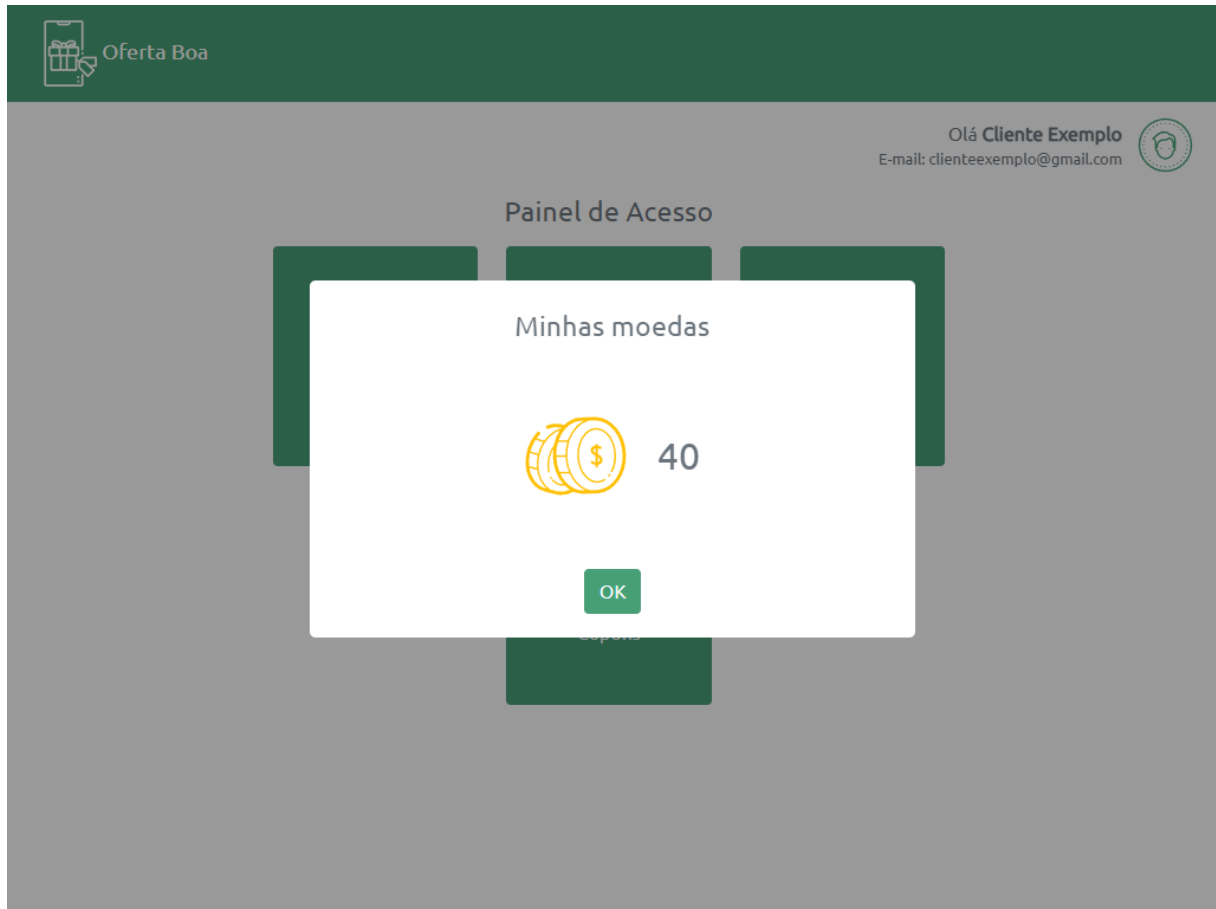 Oferta Boa
Olá Cliente Exemplo
E-mail: clienteexemplo@gmail.com
Painel de Acesso
Minhas moedas
$
40
OK